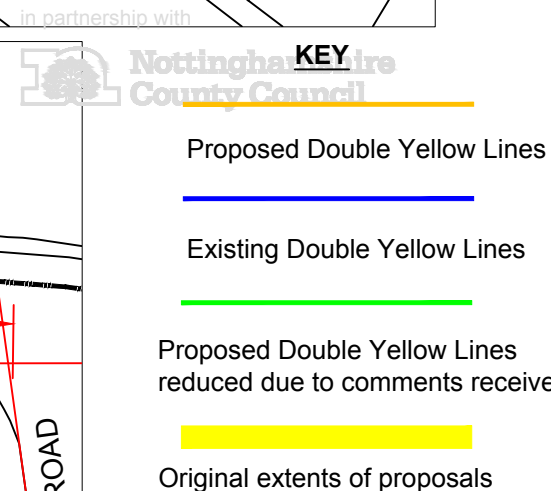 in partnership with
Nottinghamshire
County Council
KEY
Proposed Double Yellow Lines
Existing Double Yellow Lines
Proposed Double Yellow Lines
reduced due to comments receive
Original extents of proposals
ROAD